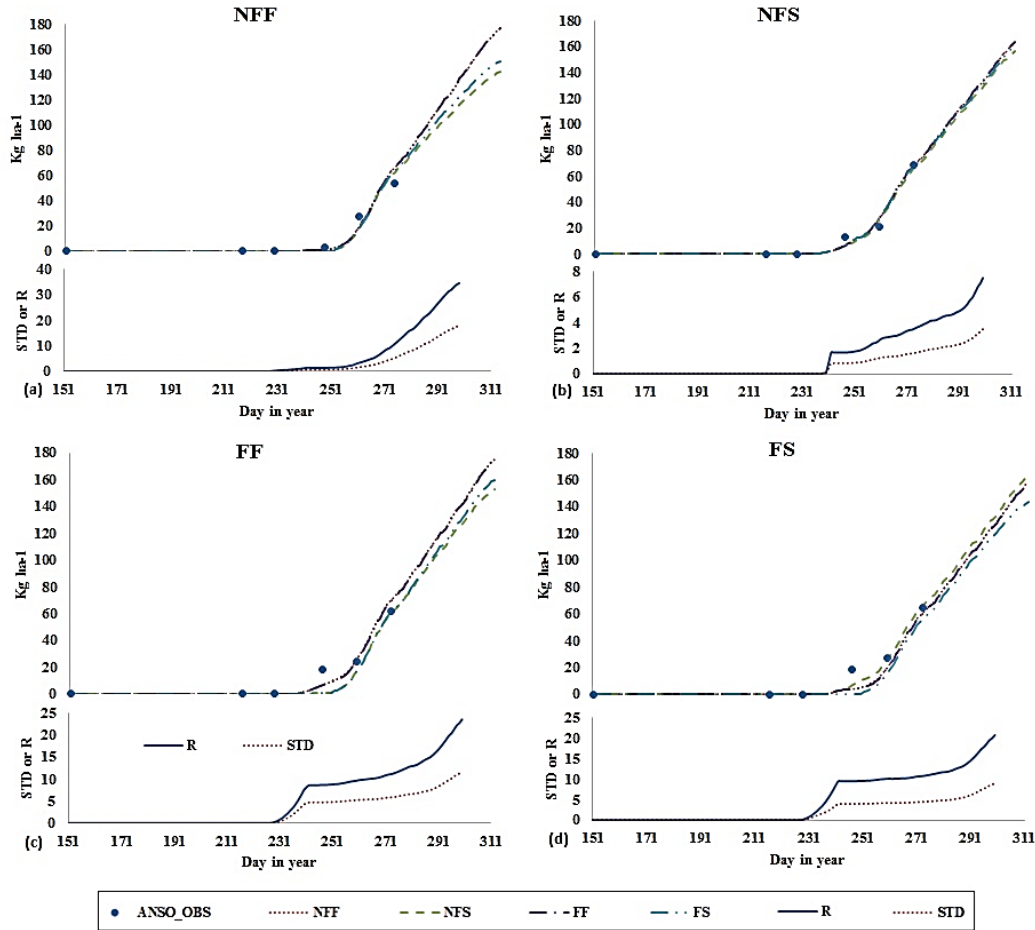 NFF
180
160
140
120
100
80
60
40
20
0
Kg ha-1
40
30
20
10
0
STD or R
(a)
151 171 191 211 231 251 271 291 311
Day in year
NFS
180
160
140
120
100
80
60
40
20
0
Kg ha-1
8
6
4
2
0
STD or R
(b)
151 171 191 211 231 251 271 291 311
Day in year
FF
180
160
140
120
100
80
60
40
20
0
Kg ha-1
25
20
15
10
5
0
STD or R
R STD
(c)
151 171 191 211 231 251 271 291 311
Day in year
FS
180
160
140
120
100
80
60
40
20
0
Kg ha-1
25
20
15
10
5
0
STD or R
(d)
151 171 191 211 231 251 271 291 311
Day in year
ANSO_OBS NFF NFS FF FS R STD